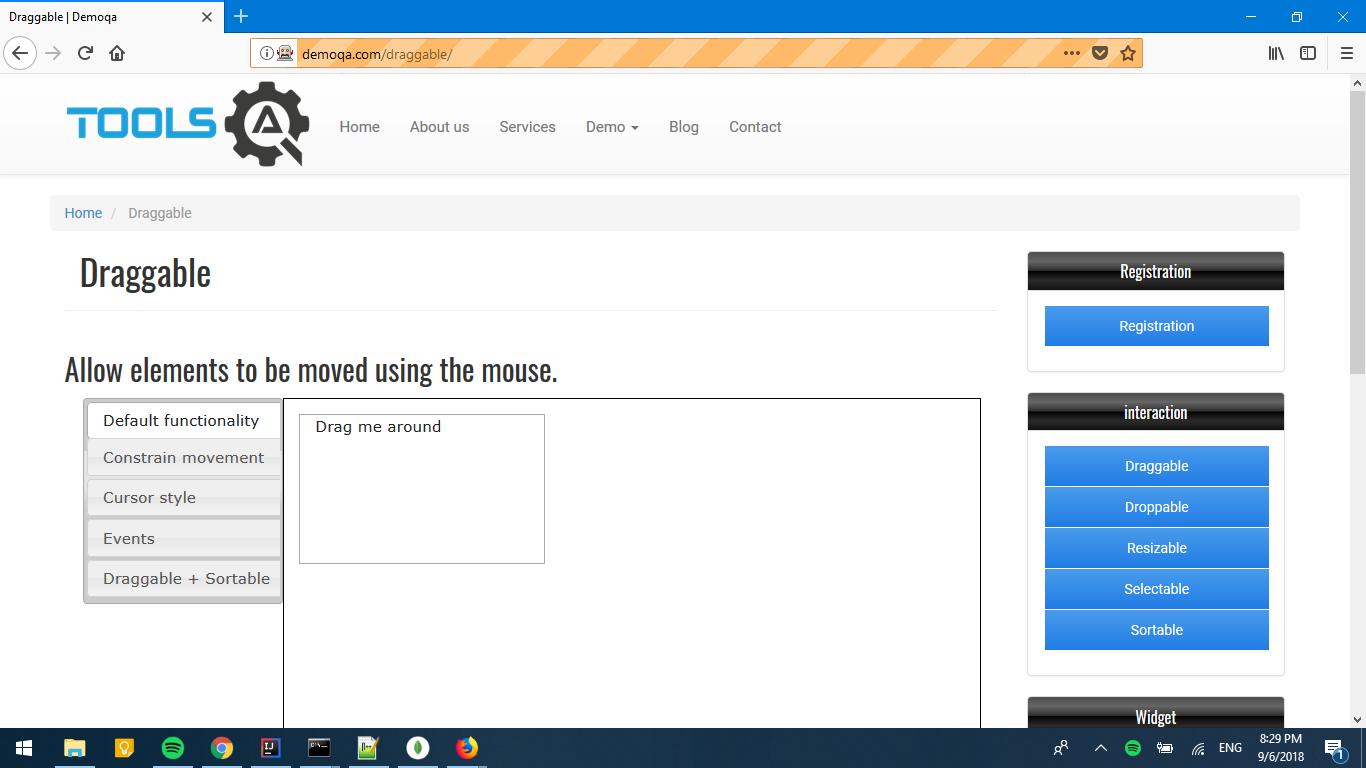 Draggable | Demoqa
demoqa.com/draggable/
TOOLS QA
Home
About us
Services
Demo
Blog
Contact
Home / Draggable
Draggable
Allow elements to be moved using the mouse.
Default functionality
Constrain movement
Cursor style
Events
Draggable + Sortable
Drag me around
Registration
Registration
interaction
Draggable
Droppable
Resizable
Selectable
Sortable
Widget
ENG
8:29 PM
9/6/2018
1